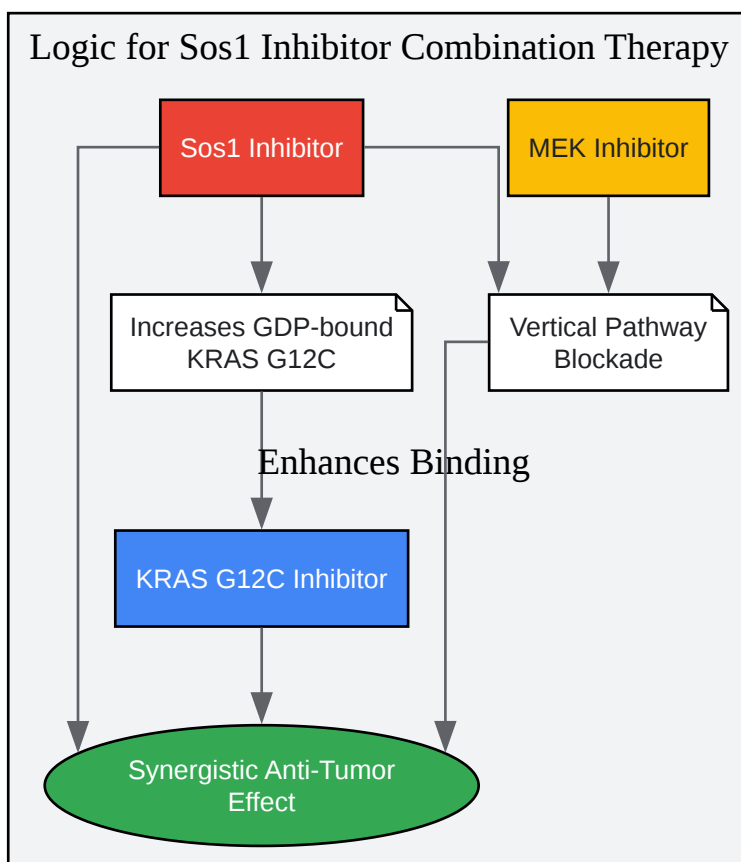 Logic for Sos1 Inhibitor Combination Therapy
Sos1 Inhibitor
MEK Inhibitor
Increases GDP-bound
KRAS G12C
Vertical Pathway
Blockade
Enhances Binding
KRAS G12C Inhibitor
Synergistic Anti-Tumor
Effect